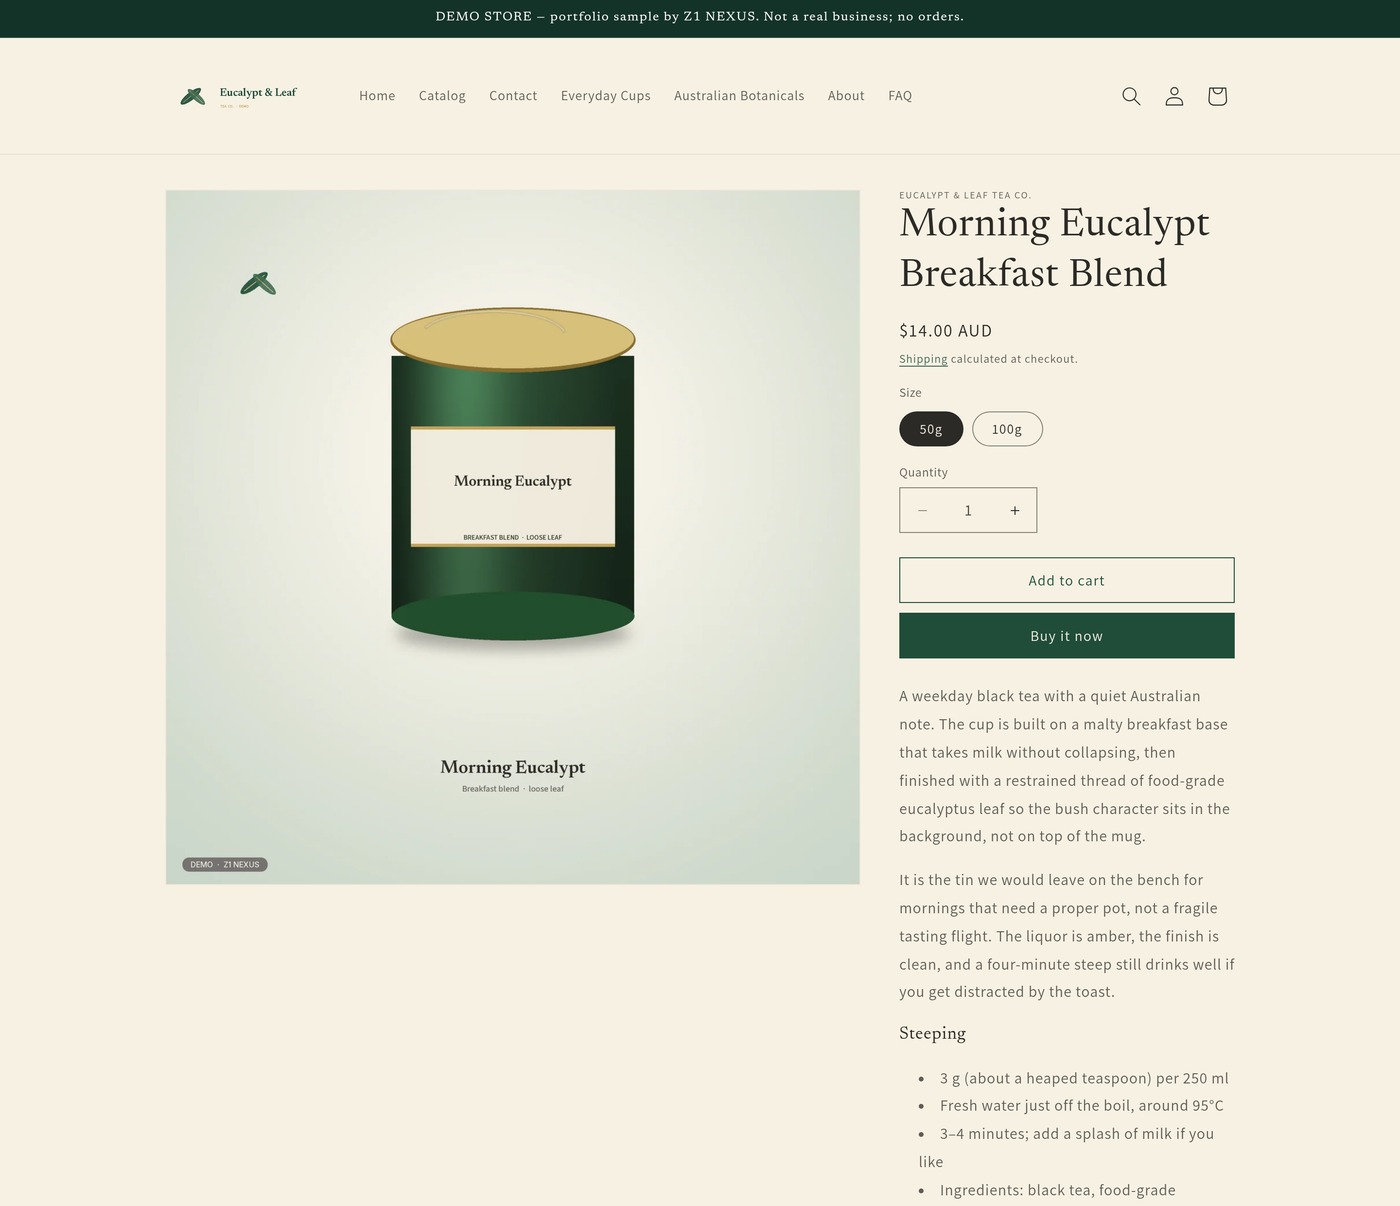 DEMO STORE – portfolio sample by Z1 NEXUS. Not a real business; no orders.
Eucalypt & Leaf
TEA CO. · DEMO
Home
Catalog
Contact
Everyday Cups
Australian Botanicals
About
FAQ
Morning Eucalypt
BREAKFAST BLEND · LOOSE LEAF
Morning Eucalypt
Breakfast blend · loose leaf
DEMO · Z1 NEXUS
EUCALYPT & LEAF TEA CO.
Morning Eucalypt
Breakfast Blend
$14.00 AUD
Shipping calculated at checkout.
Size
50g
100g
Quantity
− 1 +
Add to cart
Buy it now
A weekday black tea with a quiet Australian
note. The cup is built on a malty breakfast base
that takes milk without collapsing, then
finished with a restrained thread of food-grade
eucalyptus leaf so the bush character sits in the
background, not on top of the mug.
It is the tin we would leave on the bench for
mornings that need a proper pot, not a fragile
tasting flight. The liquor is amber, the finish is
clean, and a four-minute steep still drinks well if
you get distracted by the toast.
Steeping
• 3 g (about a heaped teaspoon) per 250 ml
• Fresh water just off the boil, around 95°C
• 3–4 minutes; add a splash of milk if you
like
• Ingredients: black tea, food-grade